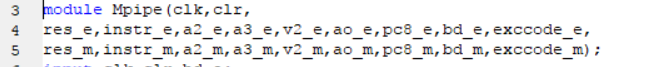 3 module Mpipe(clk,clr,
4 res_e,instr_e,a2_e,a3_e,v2_e,ao_e,pc8_e,bd_e,exccode_e,
5 res_m,instr_m,a2_m,a3_m,v2_m,ao_m,pc8_m,bd_m,exccode_m);